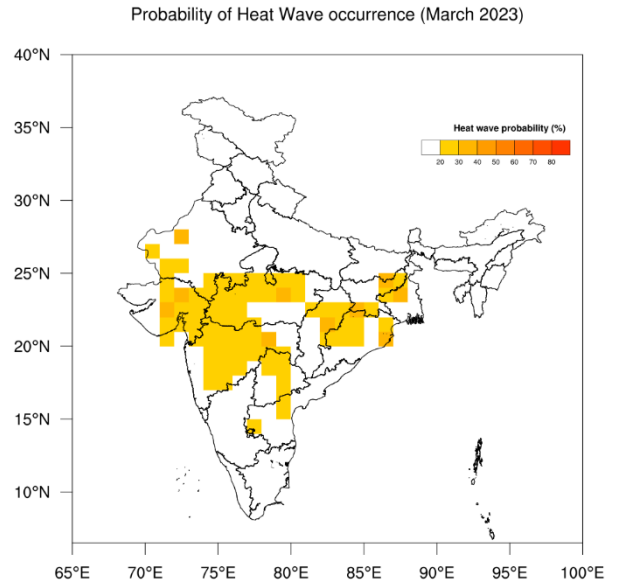 Probability of Heat Wave occurrence (March 2023)
40°N
35°N
30°N
25°N
20°N
15°N
10°N
Heat wave probability (%)
20 30 40 50 60 70 80
65°E 70°E 75°E 80°E 85°E 90°E 95°E 100°E